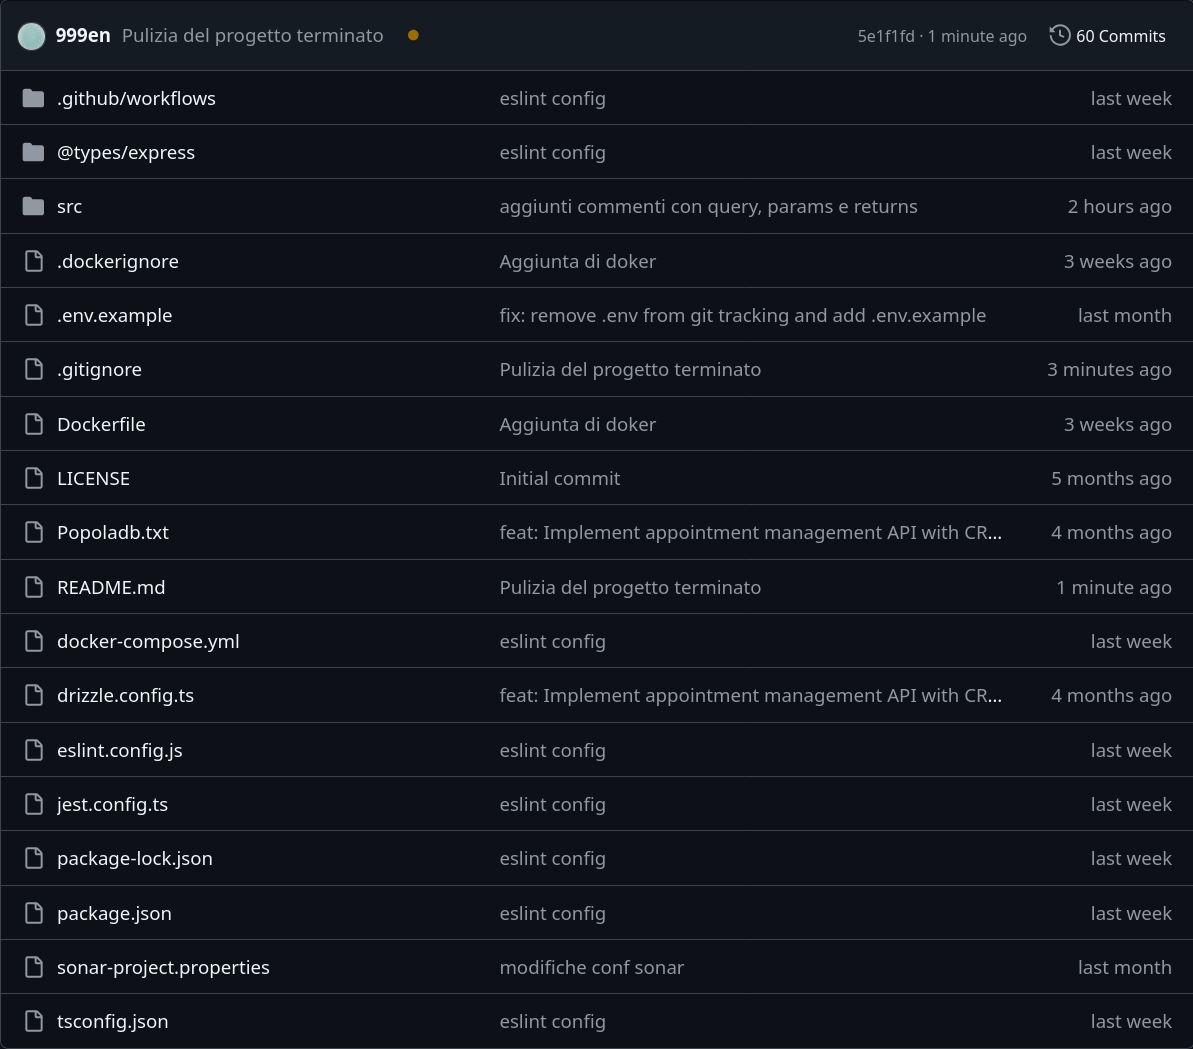 999en Pulizia del progetto terminato 5e1f1fd · 1 minute ago 60 Commits
.github/workflows eslint config last week
@types/express eslint config last week
src aggiunti commenti con query, params e returns 2 hours ago
.dockerignore Aggiunta di doker 3 weeks ago
.env.example fix: remove .env from git tracking and add .env.example last month
.gitignore Pulizia del progetto terminato 3 minutes ago
Dockerfile Aggiunta di doker 3 weeks ago
LICENSE Initial commit 5 months ago
Popoladb.txt feat: Implement appointment management API with CR... 4 months ago
README.md Pulizia del progetto terminato 1 minute ago
docker-compose.yml eslint config last week
drizzle.config.ts feat: Implement appointment management API with CR... 4 months ago
eslint.config.js eslint config last week
jest.config.ts eslint config last week
package-lock.json eslint config last week
package.json eslint config last week
sonar-project.properties modifiche conf sonar last month
tsconfig.json eslint config last week